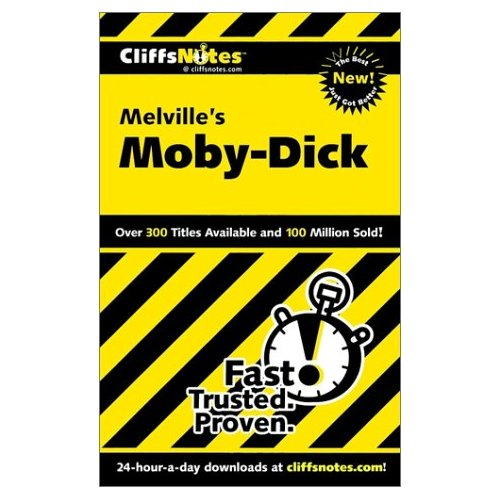 CliffsNotes
@ cliffsnotes.com
The Best
New!
Just Got Better
Melville's
Moby-Dick
Over 300 Titles Available and 100 Million Sold!
Fast.
Trusted.
Proven.
24-hour-a-day downloads at cliffsnotes.com!